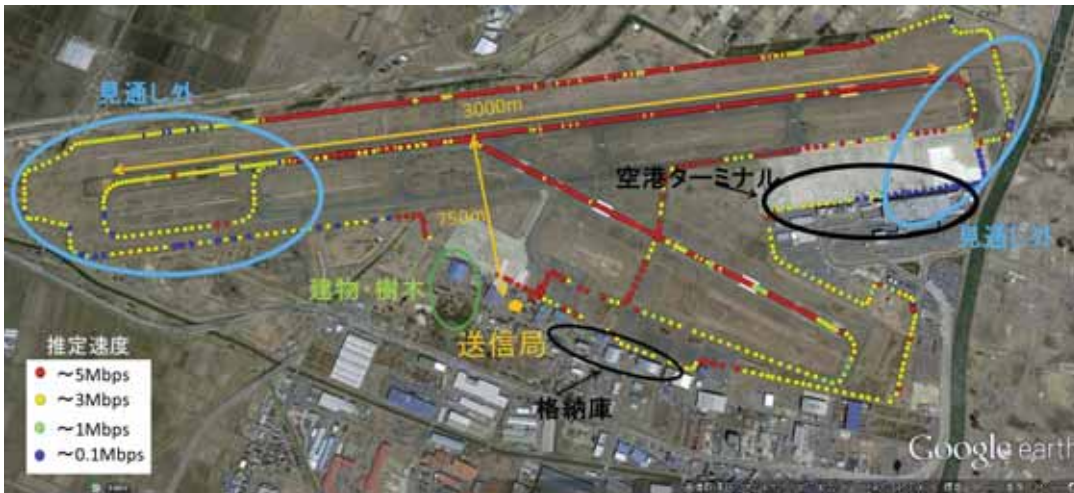 見通し外
3000m
空港ターミナル
750m
見通し外
建物・樹木
送信局
格納庫
推定速度
～5Mbps
～3Mbps
～1Mbps
～0.1Mbps
Google earth